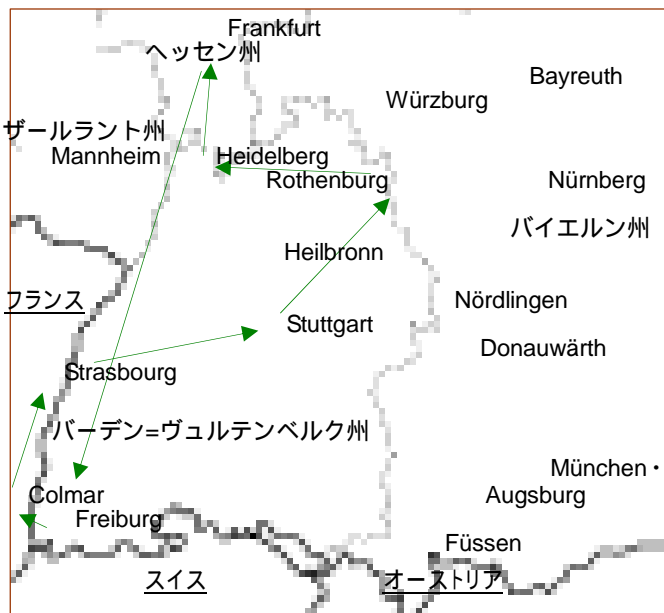 Frankfurt
ヘッセン州
Bayreuth
Würzburg
ザールラント州
Mannheim
Heidelberg
Rothenburg
Nürnberg
バイエルン州
Heilbronn
フランス
Nördlingen
Stuttgart
Donauwärth
Strasbourg
バーデン=ヴュルテンベルク州
München・
Colmar
Augsburg
Freiburg
Füssen
スイス
オーストリア